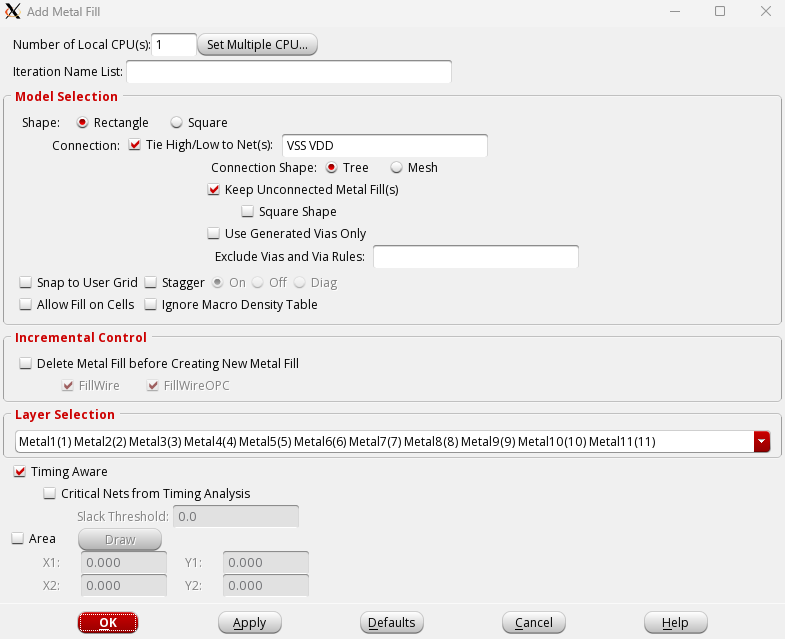 Add Metal Fill
Number of Local CPU(s): 1 Set Multiple CPU...
Iteration Name List:
Model Selection
Shape: Rectangle Square
Connection: Tie High/Low to Net(s): VSS VDD
Connection Shape: Tree Mesh
Keep Unconnected Metal Fill(s)
Square Shape
Use Generated Vias Only
Exclude Vias and Via Rules:
Snap to User Grid Stagger On Off Diag
Allow Fill on Cells Ignore Macro Density Table
Incremental Control
Delete Metal Fill before Creating New Metal Fill
FillWire FillWireOPC
Layer Selection
Metal1(1) Metal2(2) Metal3(3) Metal4(4) Metal5(5) Metal6(6) Metal7(7) Metal8(8) Metal9(9) Metal10(10) Metal11(11)
Timing Aware
Critical Nets from Timing Analysis
Slack Threshold: 0.0
Area Draw
X1: 0.000 Y1: 0.000
X2: 0.000 Y2: 0.000
OK Apply Defaults Cancel Help